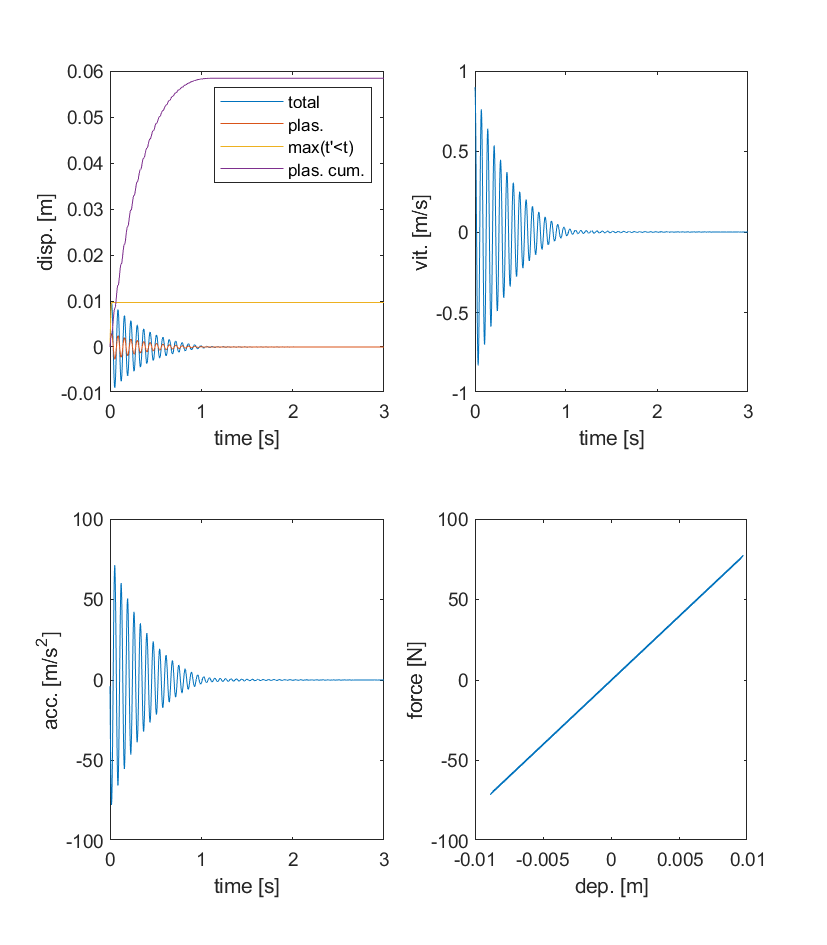 0.06
0.05
0.04
0.03
0.02
0.01
0
-0.01
disp. [m]
total
plas.
max(t'<t)
plas. cum.
0 1 2 3
time [s]
1
0.5
0
-0.5
-1
vit. [m/s]
0 1 2 3
time [s]
100
50
0
-50
-100
acc. [m/s²]
0 1 2 3
time [s]
100
50
0
-50
-100
force [N]
-0.01 -0.005 0 0.005 0.01
dep. [m]